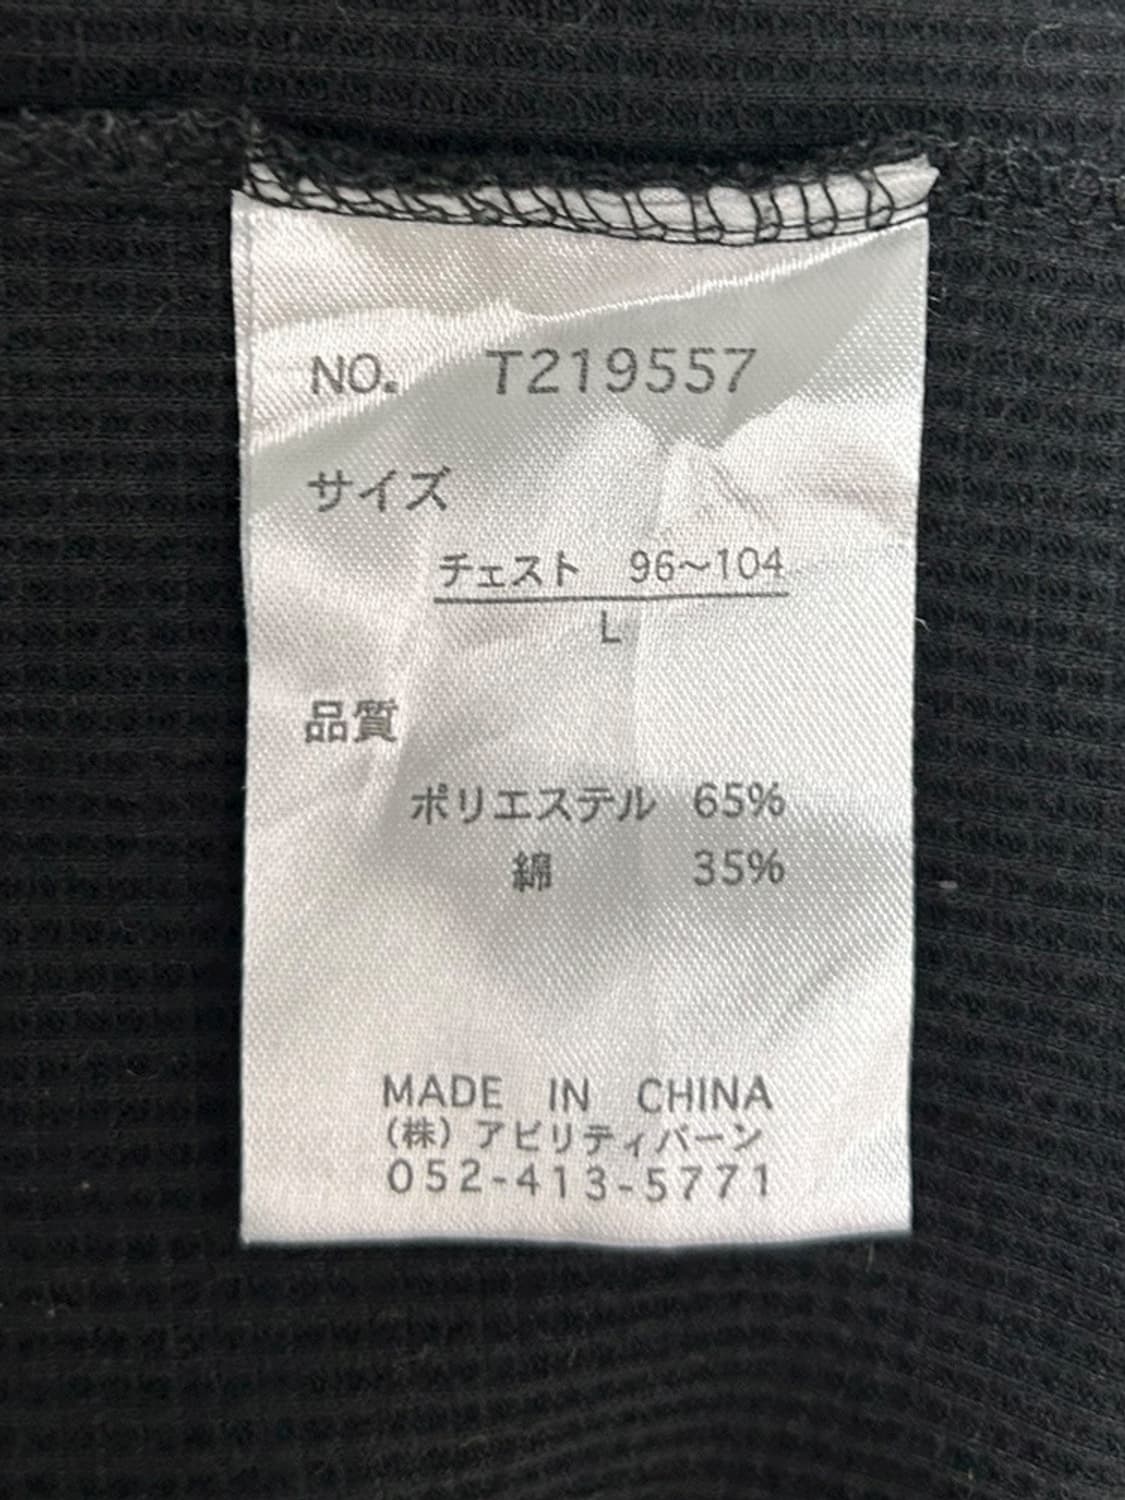 NO. T219557
サイズ
チェスト 96〜104
L
品質
ポリエステル 65%
綿 35%
MADE IN CHINA
(株)アビリティバーン
052-413-5771